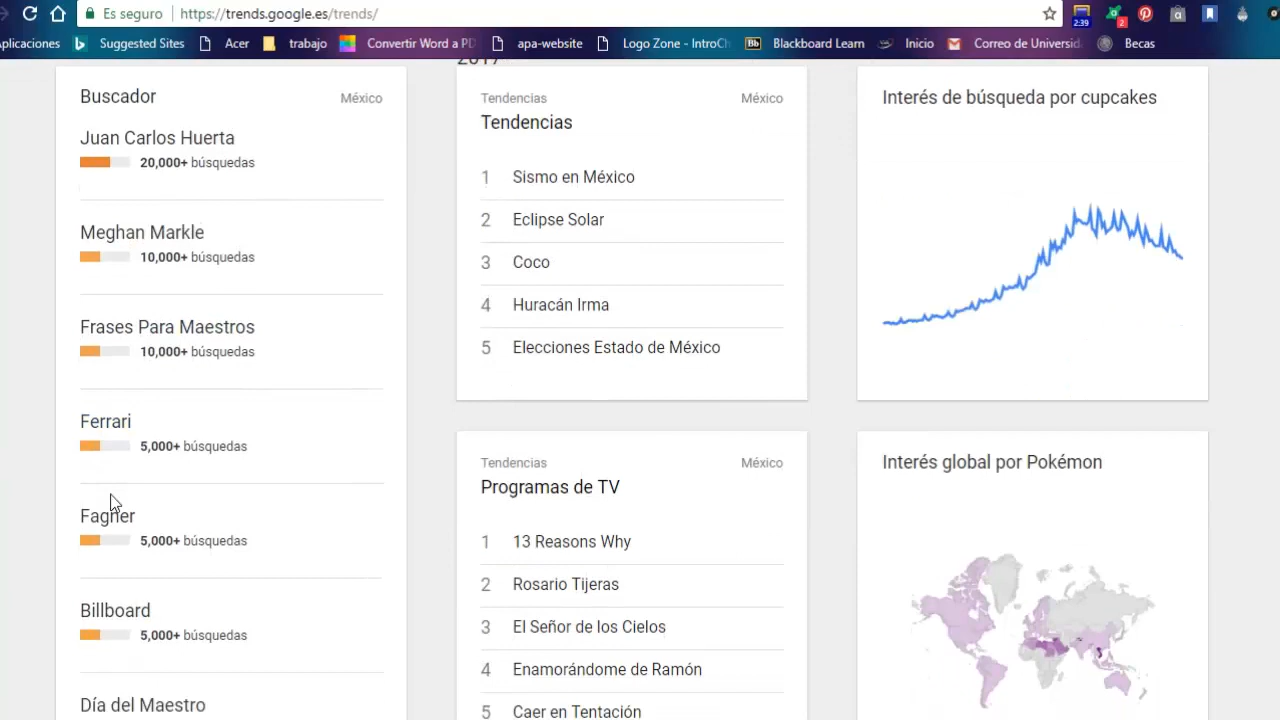 Es seguro
https://trends.google.es/trends/
2:39
2
Aplicaciones
Suggested Sites
Acer
trabajo
Convertir Word a PD
apa-website
Logo Zone - IntroCh
Bb
Blackboard Learn
Inicio
Correo de Universid
Becas
Buscador
México
Juan Carlos Huerta
20,000+ búsquedas
Meghan Markle
10,000+ búsquedas
Frases Para Maestros
10,000+ búsquedas
Ferrari
5,000+ búsquedas
Fagner
5,000+ búsquedas
Billboard
5,000+ búsquedas
Día del Maestro
2017
Tendencias
México
Tendencias
1 Sismo en México
2 Eclipse Solar
3 Coco
4 Huracán Irma
5 Elecciones Estado de México
Tendencias
México
Programas de TV
1 13 Reasons Why
2 Rosario Tijeras
3 El Señor de los Cielos
4 Enamorándome de Ramón
5 Caer en Tentación
Interés de búsqueda por cupcakes
Interés global por Pokémon